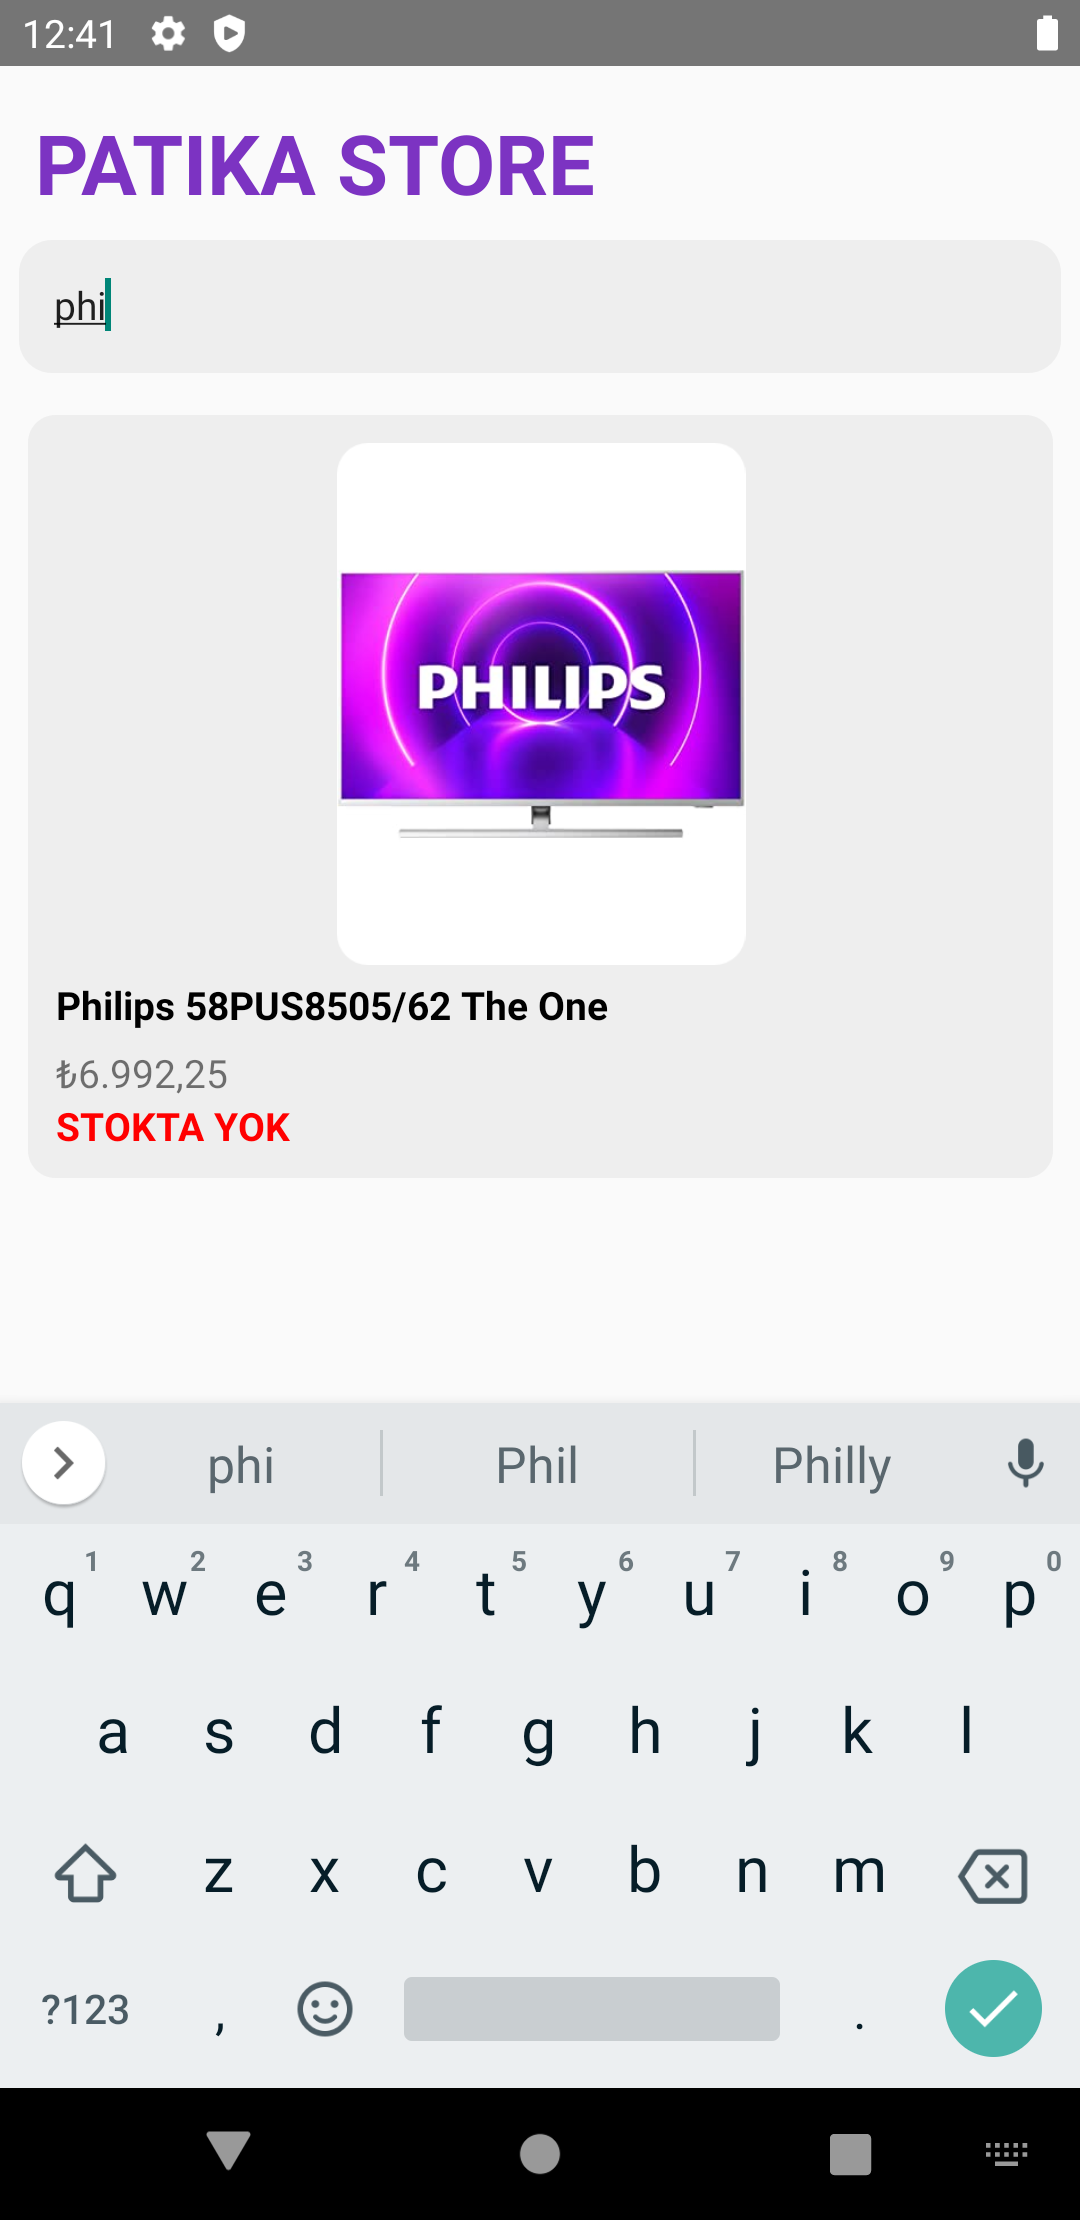 12:41
PATIKA STORE
phi
PHILIPS
Philips 58PUS8505/62 The One
₺6.992,25
STOKTA YOK
phi Phil Philly
1 2 3 4 5 6 7 8 9 0
q w e r t y u i o p
a s d f g h j k l
z x c v b n m
?123 , .